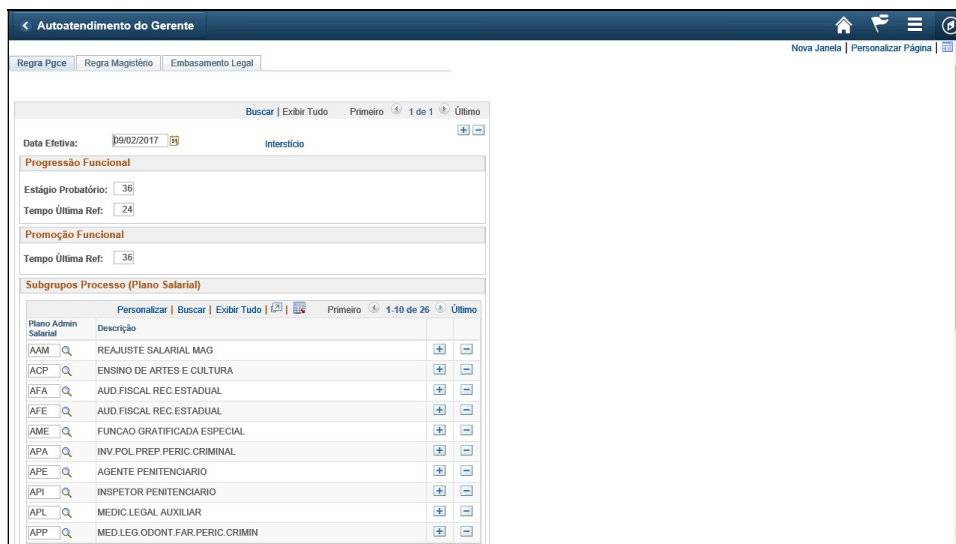 Autoatendimento do Gerente
Nova Janela | Personalizar Página |
Regra Pgce Regra Magistério Embasamento Legal
Buscar | Exibir Tudo Primeiro 1 de 1 Último
Data Efetiva: 09/02/2017 Interstício
Progressão Funcional
Estágio Probatório: 36
Tempo Última Ref: 24
Promoção Funcional
Tempo Última Ref: 36
Subgrupos Processo (Plano Salarial)
Personalizar | Buscar | Exibir Tudo | | Primeiro 1-10 de 26 Último
Plano Admin Salarial Descrição
AAM REAJUSTE SALARIAL MAG
ACP ENSINO DE ARTES E CULTURA
AFA AUD.FISCAL REC.ESTADUAL
AFE AUD.FISCAL REC.ESTADUAL
AME FUNCAO GRATIFICADA ESPECIAL
APA INV.POL.PREP.PERIC.CRIMINAL
APE AGENTE PENITENCIARIO
API INSPETOR PENITENCIARIO
APL MEDIC.LEGAL AUXILIAR
APP MED.LEG.ODONT.FAR.PERIC.CRIMIN